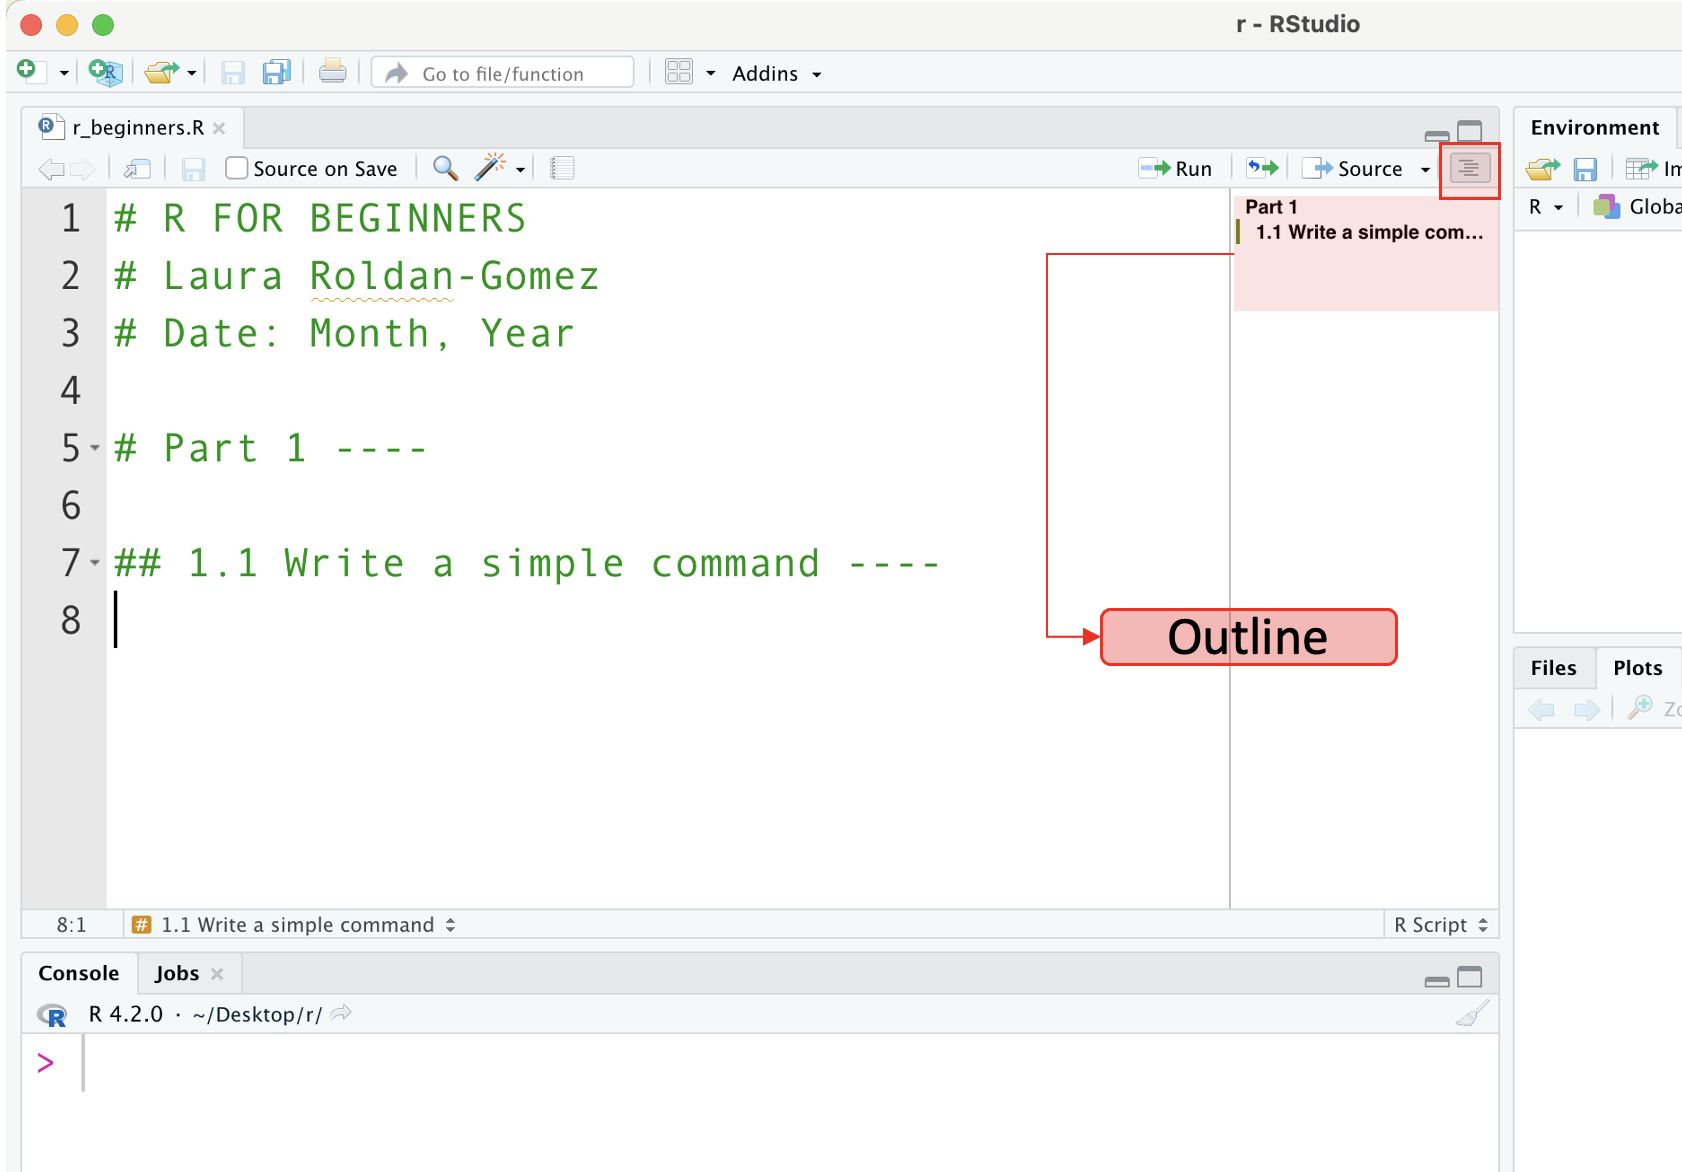 r - RStudio
Go to file/function
Addins
r_beginners.R
Source on Save
Run
Source
1 # R FOR BEGINNERS
2 # Laura Roldan-Gomez
3 # Date: Month, Year
4
5 # Part 1 ----
6
7 ## 1.1 Write a simple command ----
8
Part 1
1.1 Write a simple com...
Outline
8:1
# 1.1 Write a simple command
R Script
Console
Jobs
R 4.2.0 · ~/Desktop/r/
>
Environment
R
Files
Plots